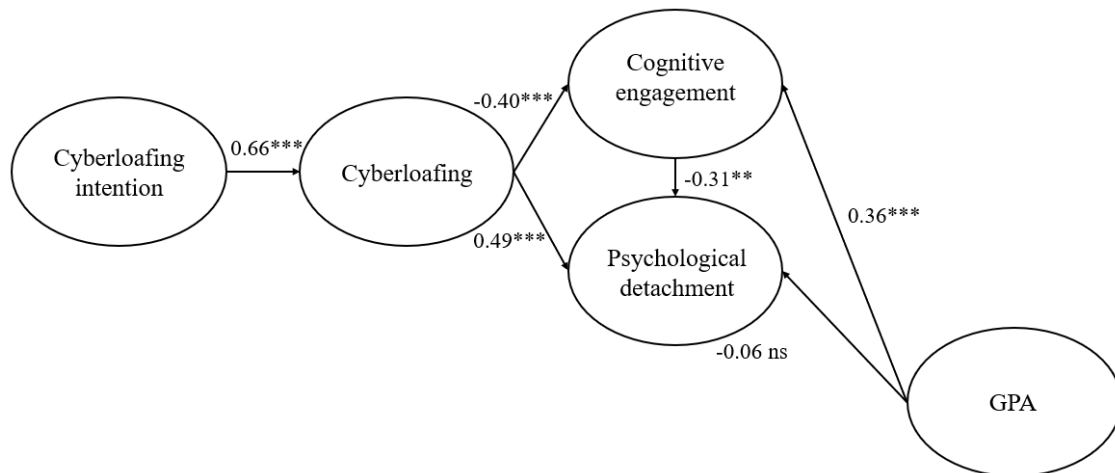 Cognitive
engagement
-0.40***
0.66***
Cyberloafing
intention
Cyberloafing
-0.31**
0.36***
0.49***
Psychological
detachment
-0.06 ns
GPA